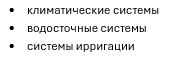 • климатические системы
• водосточные системы
• системы ирригации